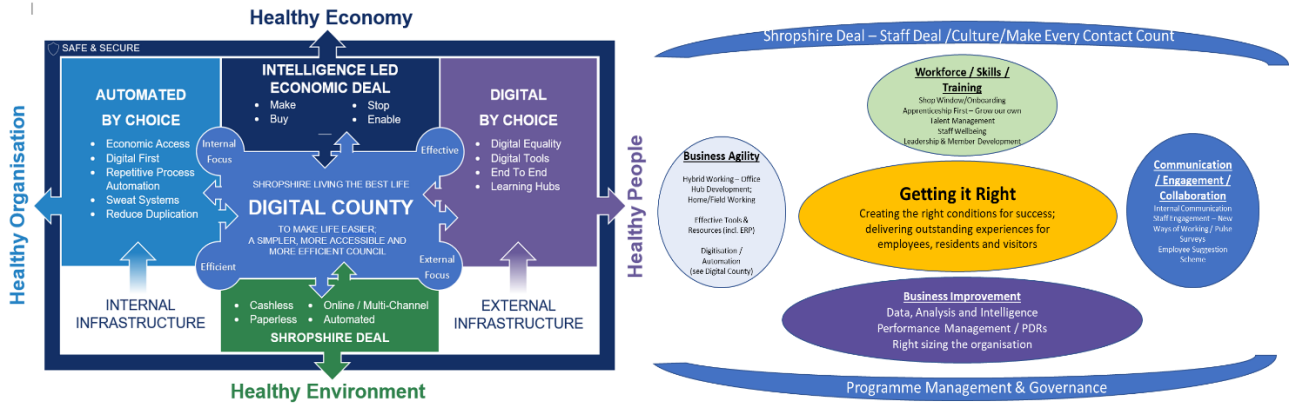 Healthy Economy
SAFE & SECURE
AUTOMATED
BY CHOICE
• Economic Access
• Digital First
• Repetitive Process
Automation
• Sweat Systems
• Reduce Duplication
INTELLIGENCE LED
ECONOMIC DEAL
• Make
• Buy
• Stop
• Enable
DIGITAL
BY CHOICE
• Digital Equality
• Digital Tools
• End To End
• Learning Hubs
Internal
Focus
Effective
Efficient
External
Focus
SHROPSHIRE LIVING THE BEST LIFE
DIGITAL COUNTY
TO MAKE LIFE EASIER;
A SIMPLER, MORE ACCESSIBLE AND
MORE EFFICIENT COUNCIL
Healthy Organisation
Healthy People
INTERNAL
INFRASTRUCTURE
• Cashless
• Paperless
• Online / Multi-Channel
• Automated
SHROPSHIRE DEAL
EXTERNAL
INFRASTRUCTURE
Healthy Environment
Shropshire Deal – Staff Deal /Culture/Make Every Contact Count
Workforce / Skills /
Training
Shop Window/Onboarding
Apprenticeship First – Grow our own
Talent Management
Staff Wellbeing
Leadership & Member Development
Business Agility
Hybrid Working – Office
Hub Development;
Home/Field Working
Effective Tools &
Resources (incl. ERP)
Digitisation /
Automation
(see Digital County)
Getting it Right
Creating the right conditions for success;
delivering outstanding experiences for
employees, residents and visitors
Communication
/ Engagement /
Collaboration
Internal Communication
Staff Engagement – New
Ways of Working / Pulse
Surveys
Employee Suggestion
Scheme
Business Improvement
Data, Analysis and Intelligence
Performance Management / PDRs
Right sizing the organisation
Programme Management & Governance